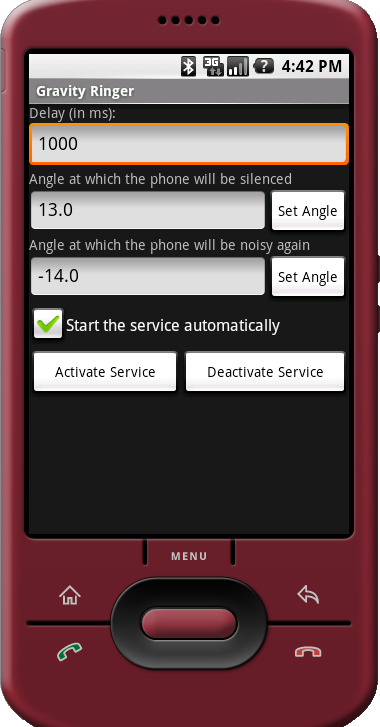 3G 4:42 PM
Gravity Ringer
Delay (in ms):
1000
Angle at which the phone will be silenced
13.0 Set Angle
Angle at which the phone will be noisy again
-14.0 Set Angle
Start the service automatically
Activate Service Deactivate Service
MENU